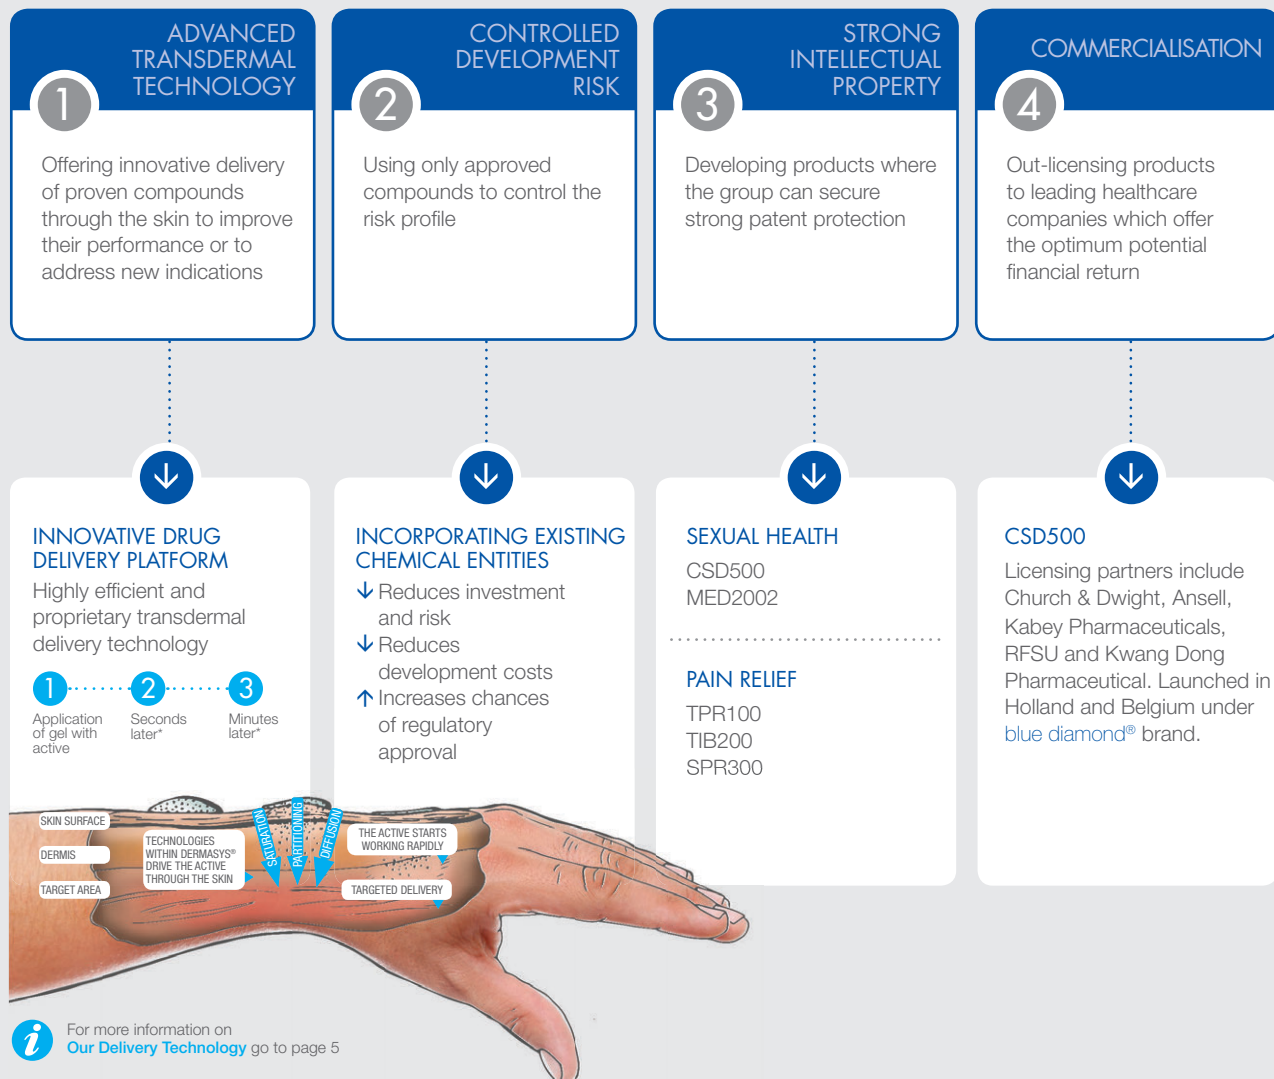 ADVANCED
TRANSDERMAL
TECHNOLOGY
1
Offering innovative delivery
of proven compounds
through the skin to improve
their performance or to
address new indications
CONTROLLED
DEVELOPMENT
RISK
2
Using only approved
compounds to control the
risk profile
STRONG
INTELLECTUAL
PROPERTY
3
Developing products where
the group can secure
strong patent protection
COMMERCIALISATION
4
Out-licensing products
to leading healthcare
companies which offer
the optimum potential
financial return
INNOVATIVE DRUG
DELIVERY PLATFORM
Highly efficient and
proprietary transdermal
delivery technology
1
2
3
Application
of gel with
active
Seconds
later*
Minutes
later*
SKIN SURFACE
DERMIS
TARGET AREA
TECHNOLOGIES
WITHIN DERMASYS®
DRIVE THE ACTIVE
THROUGH THE SKIN
SATURATION
PARTITIONING
DIFFUSION
THE ACTIVE STARTS
WORKING RAPIDLY
TARGETED DELIVERY
INCORPORATING EXISTING
CHEMICAL ENTITIES
↓ Reduces investment
and risk
↓ Reduces
development costs
↑ Increases chances
of regulatory
approval
SEXUAL HEALTH
CSD500
MED2002
PAIN RELIEF
TPR100
TIB200
SPR300
CSD500
Licensing partners include
Church & Dwight, Ansell,
Kabey Pharmaceuticals,
RFSU and Kwang Dong
Pharmaceutical. Launched in
Holland and Belgium under
blue diamond® brand.
i
For more information on
Our Delivery Technology go to page 5